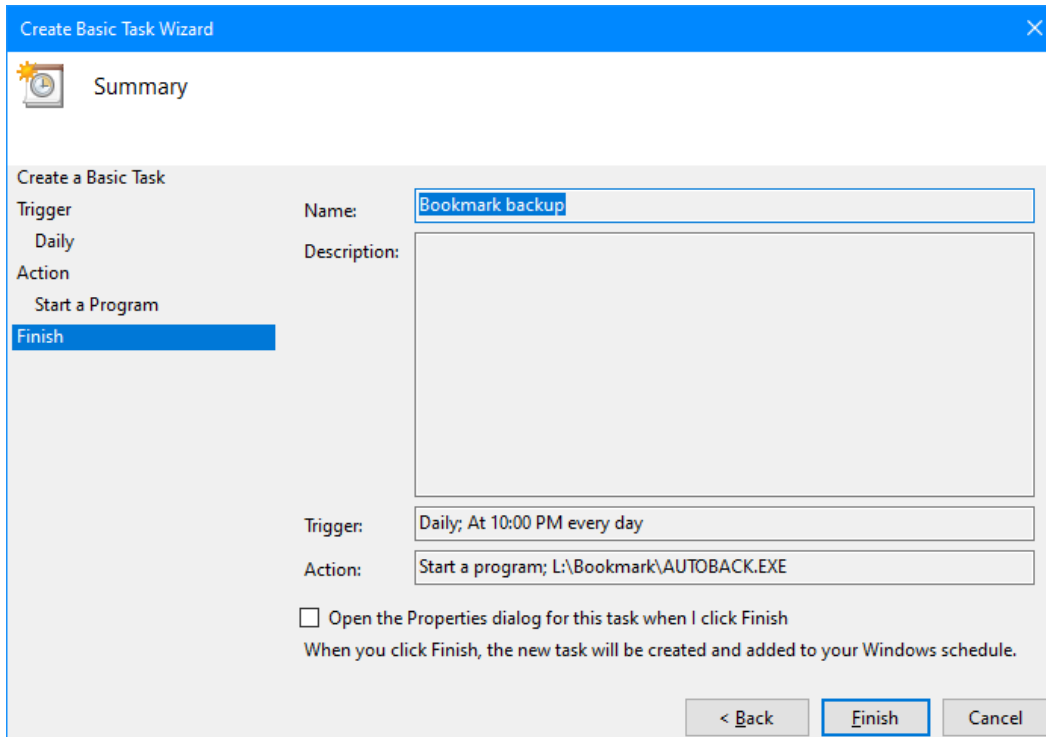 Create Basic Task Wizard
Summary
Create a Basic Task
Trigger
Daily
Action
Start a Program
Finish
Name: Bookmark backup
Description:
Trigger: Daily; At 10:00 PM every day
Action: Start a program; L:\Bookmark\AUTOBACK.EXE
Open the Properties dialog for this task when I click Finish
When you click Finish, the new task will be created and added to your Windows schedule.
< Back Finish Cancel